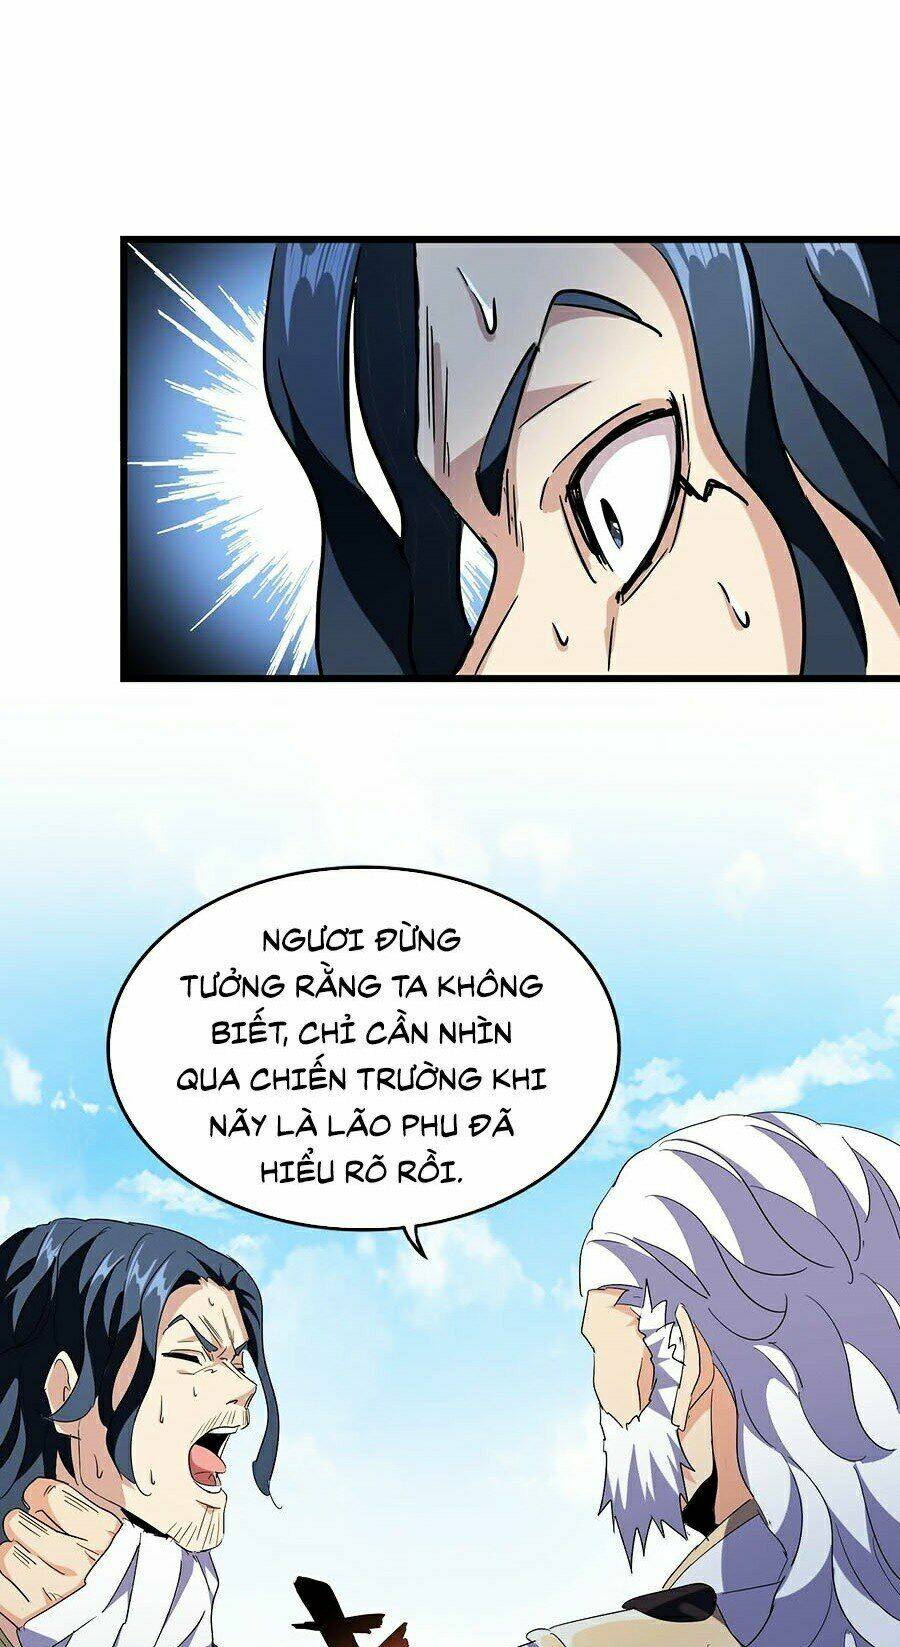 NGƯƠI ĐỪNG
TƯỞNG RẰNG TA KHÔNG
BIẾT, CHỈ CẦN NHÌN
QUA CHIẾN TRƯỜNG KHI
NÃY LÀ LÃO PHU ĐÃ
HIỂU RÕ RỒI.